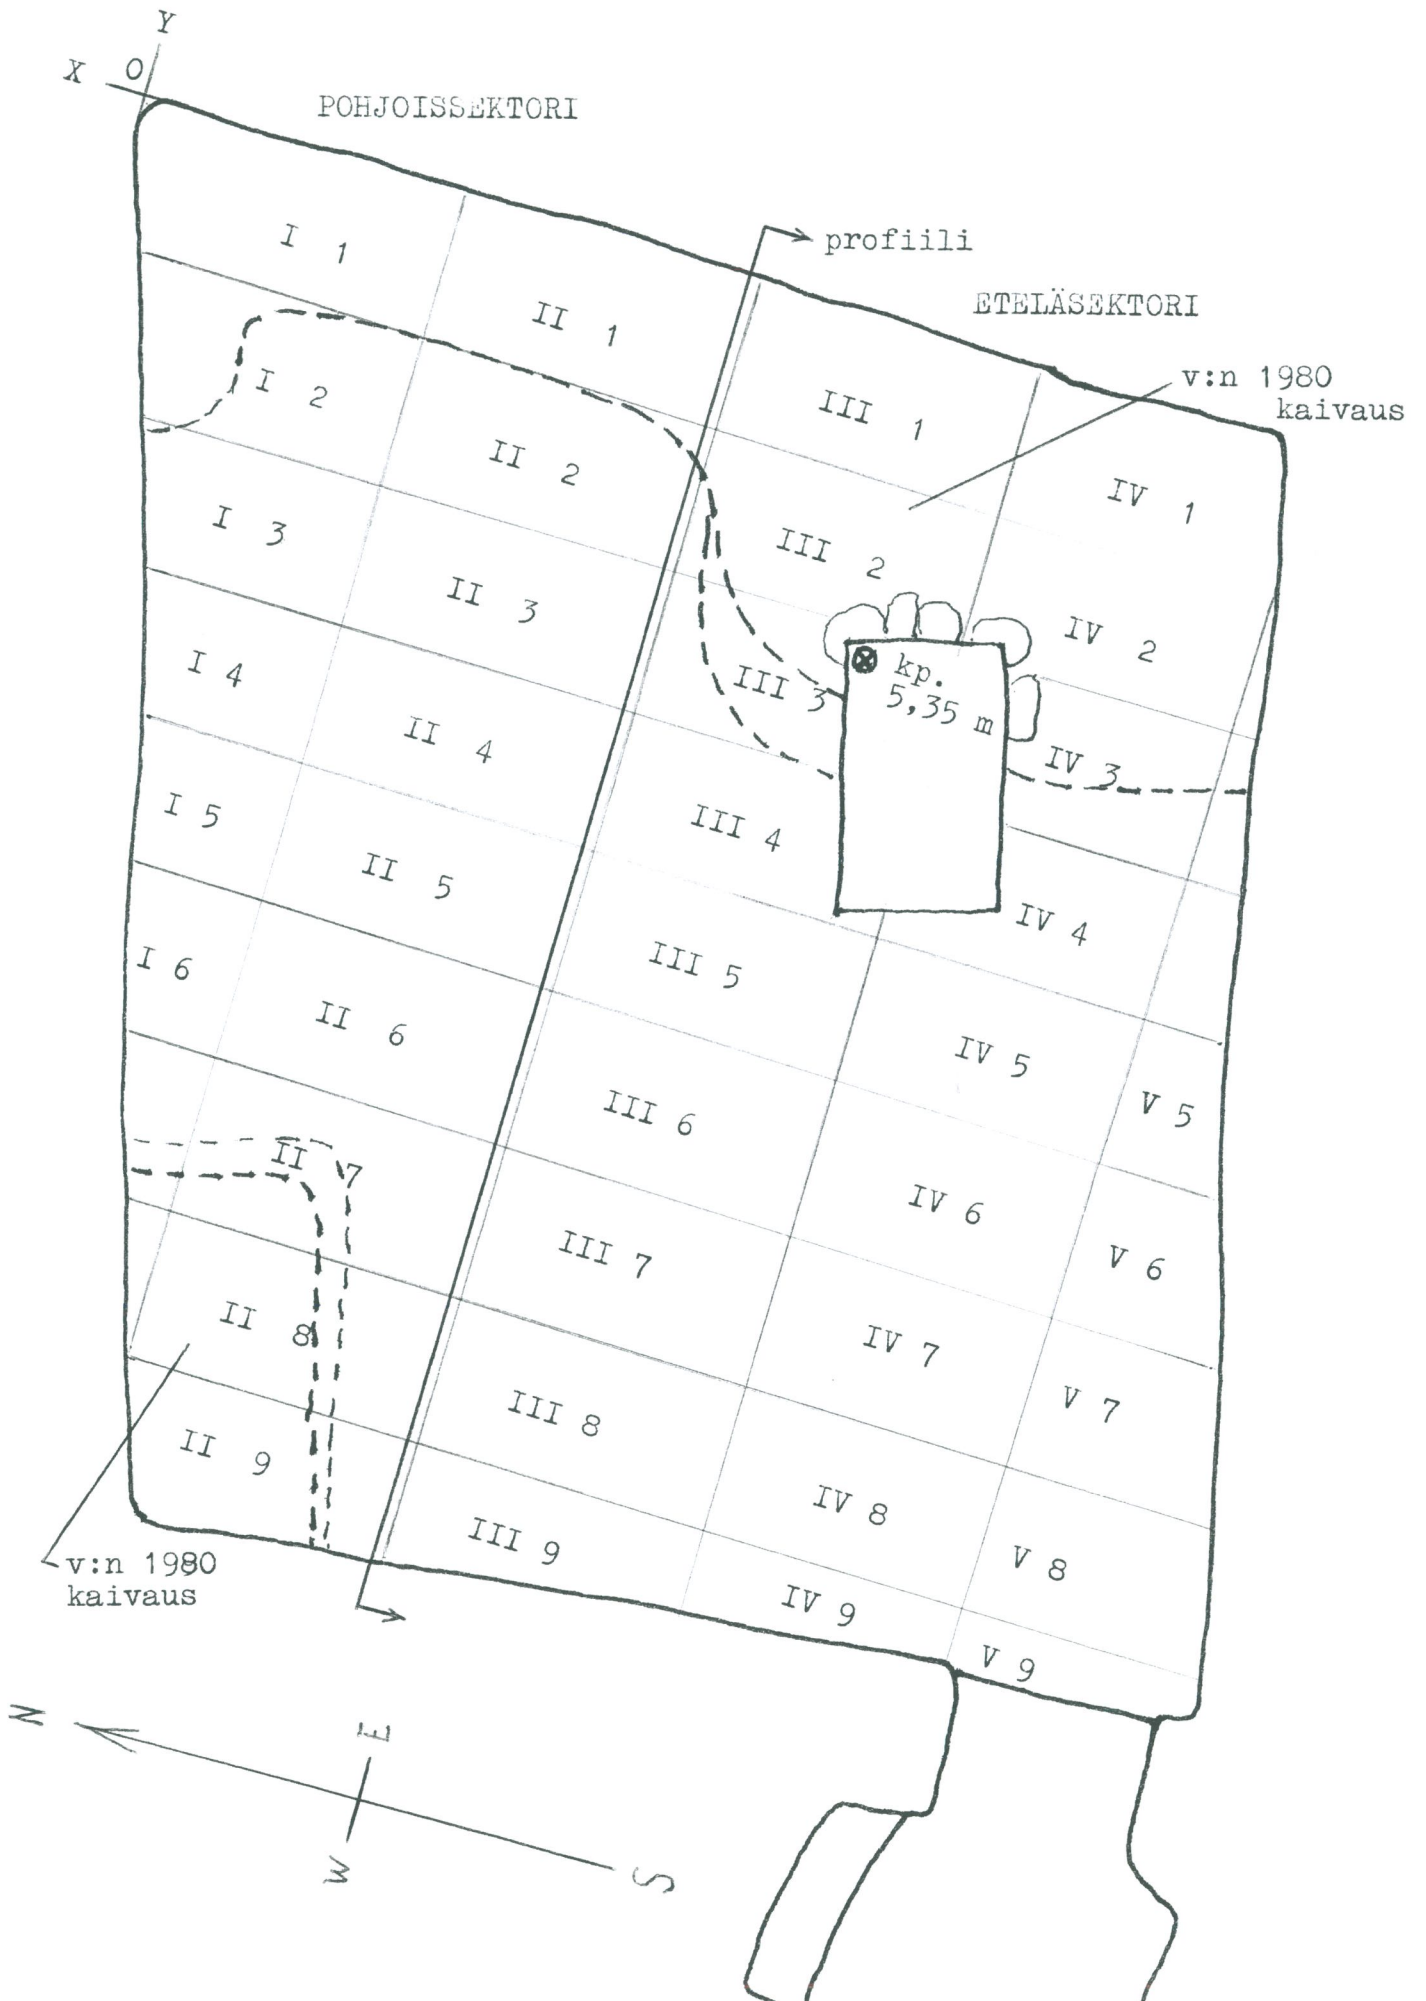 Y
X
0
POHJOISSEKTORI
profiili
ETELÄSEKTORI
v:n 1980
kaivaus
I 1
II 1
III 1
IV 1
I 2
II 2
III 2
IV 2
I 3
II 3
III 3
IV 3
kp.
5,35 m
I 4
II 4
III 4
IV 4
I 5
II 5
III 5
IV 5
V 5
I 6
II 6
III 6
IV 6
V 6
II 7
III 7
IV 7
V 7
II 8
III 8
IV 8
V 8
II 9
III 9
IV 9
V 9
v:n 1980
kaivaus
N
E
W
S